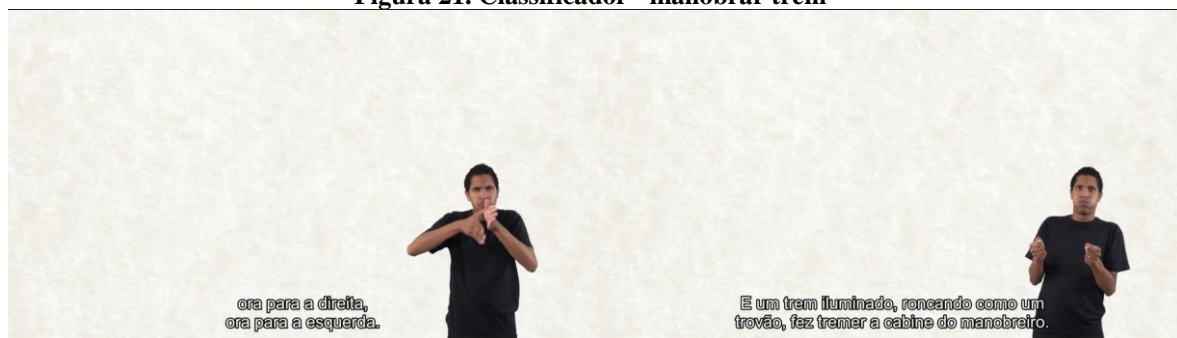 Figura 21: Classificador "manobrar trem"
ora para a direita,
ora para a esquerda.
E um trem iluminado, roncando como um
trovão, fez tremer a cabine do manobreiro.